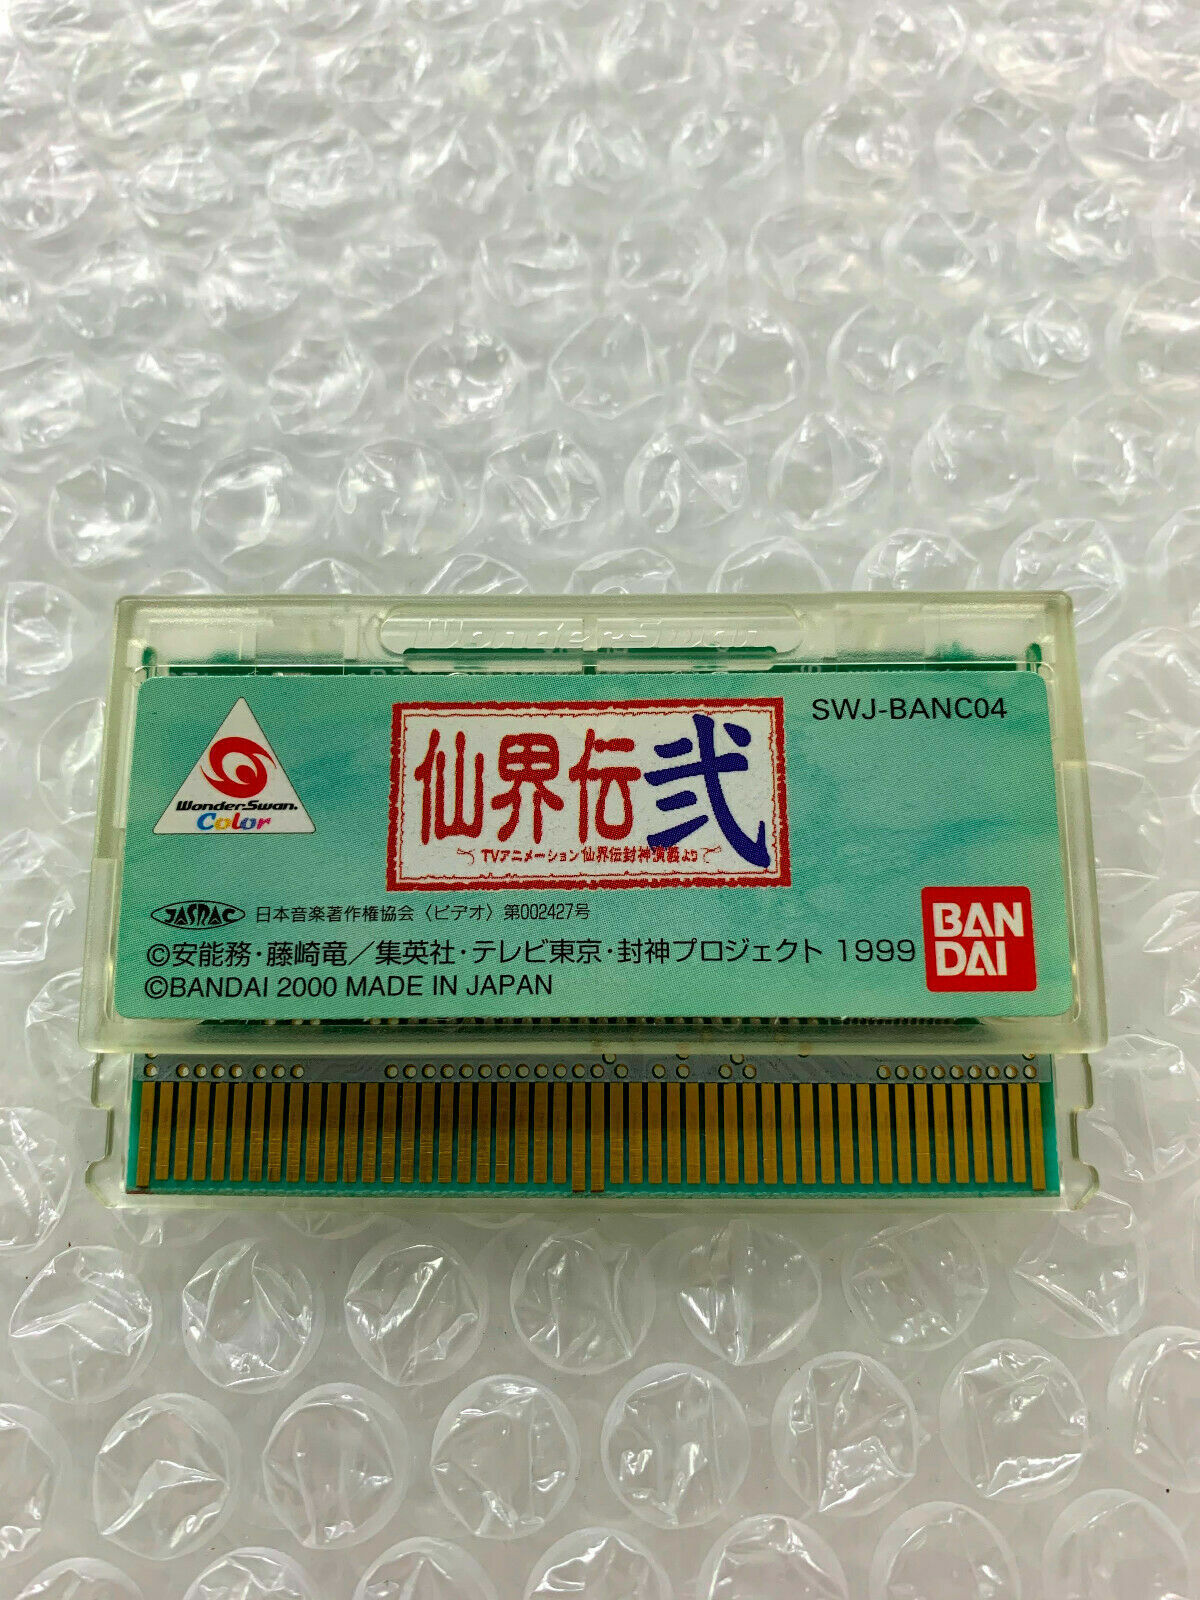 WonderSwan
SWJ-BANC04
WonderSwan
Color
仙界伝弐
TVアニメーション仙界伝封神演義より
JASRAC 日本音楽著作権協会〈ビデオ〉第002427号
©安能務・藤崎竜／集英社・テレビ東京・封神プロジェクト 1999
©BANDAI 2000 MADE IN JAPAN
BAN
DAI